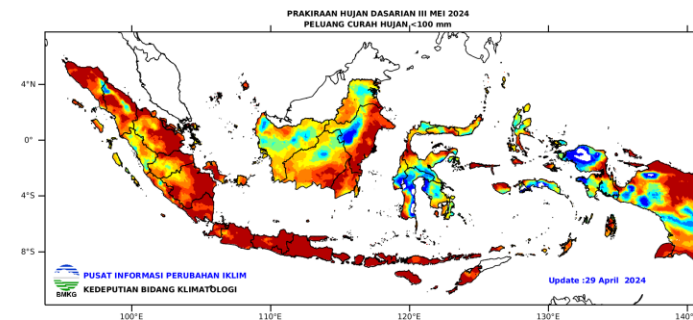 PRAKIRAAN HUJAN DASARIAN III MEI 2024
PELUANG CURAH HUJAN <100 mm
4°N
0°
4°S
8°S
BMKG
PUSAT INFORMASI PERUBAHAN IKLIM
KEDEPUTIAN BIDANG KLIMATOLOGI
Update :29 April 2024
100°E
110°E
120°E
130°E
140°